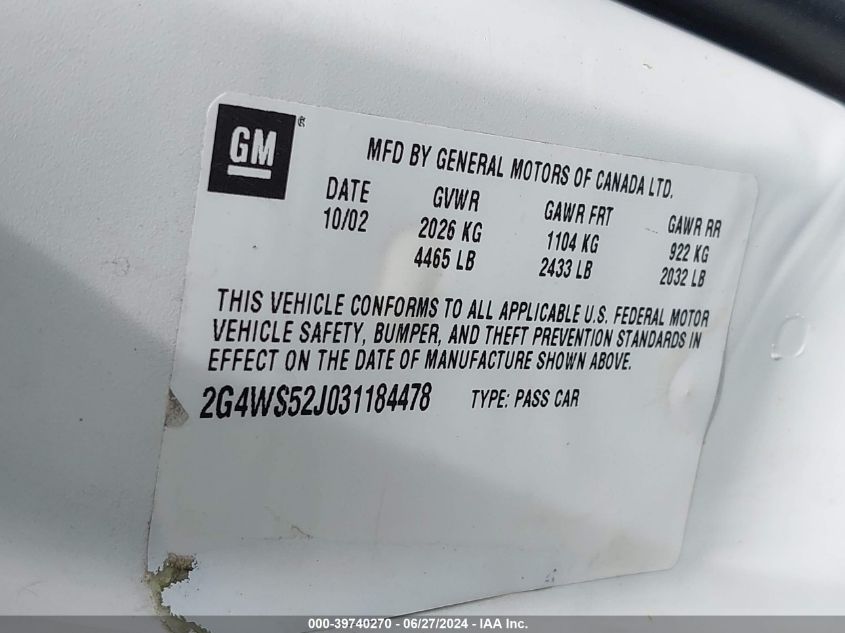 GM®
MFD BY GENERAL MOTORS OF CANADA LTD.
DATE GVWR GAWR FRT GAWR RR
10/02 2026 KG 1104 KG 922 KG
4465 LB 2433 LB 2032 LB
THIS VEHICLE CONFORMS TO ALL APPLICABLE U.S. FEDERAL MOTOR
VEHICLE SAFETY, BUMPER, AND THEFT PREVENTION STANDARDS IN
EFFECT ON THE DATE OF MANUFACTURE SHOWN ABOVE.
2G4WS52J031184478 TYPE: PASS CAR
000-39740270 - 06/27/2024 - IAA Inc.